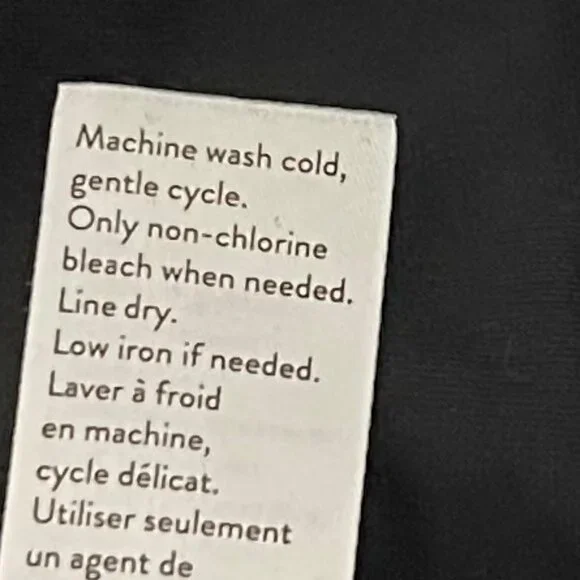 Machine wash cold,
gentle cycle.
Only non-chlorine
bleach when needed.
Line dry.
Low iron if needed.
Laver à froid
en machine,
cycle délicat.
Utiliser seulement
un agent de